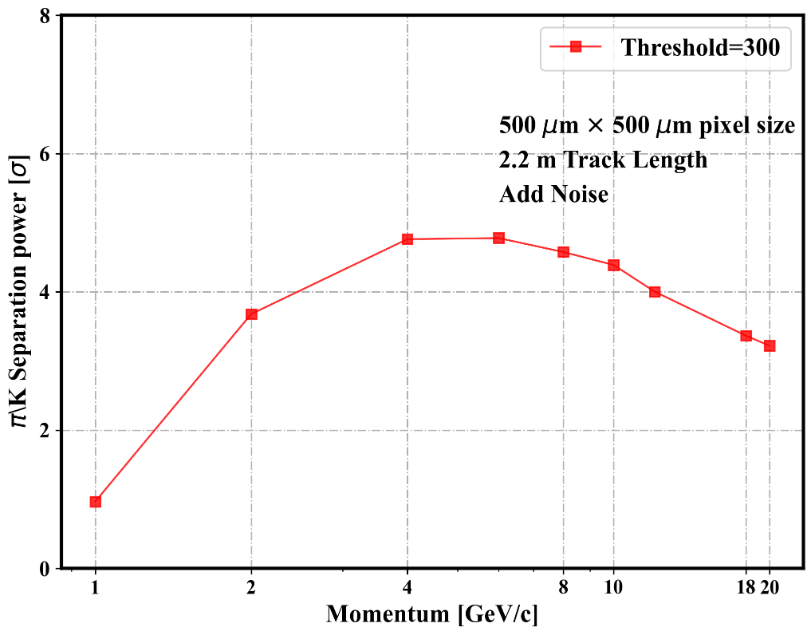 8
Threshold=300
500 μm × 500 μm pixel size
6
2.2 m Track Length
Add Noise
π\K Separation power [σ]
4
2
0
1 2 4 8 10 18 20
Momentum [GeV/c]